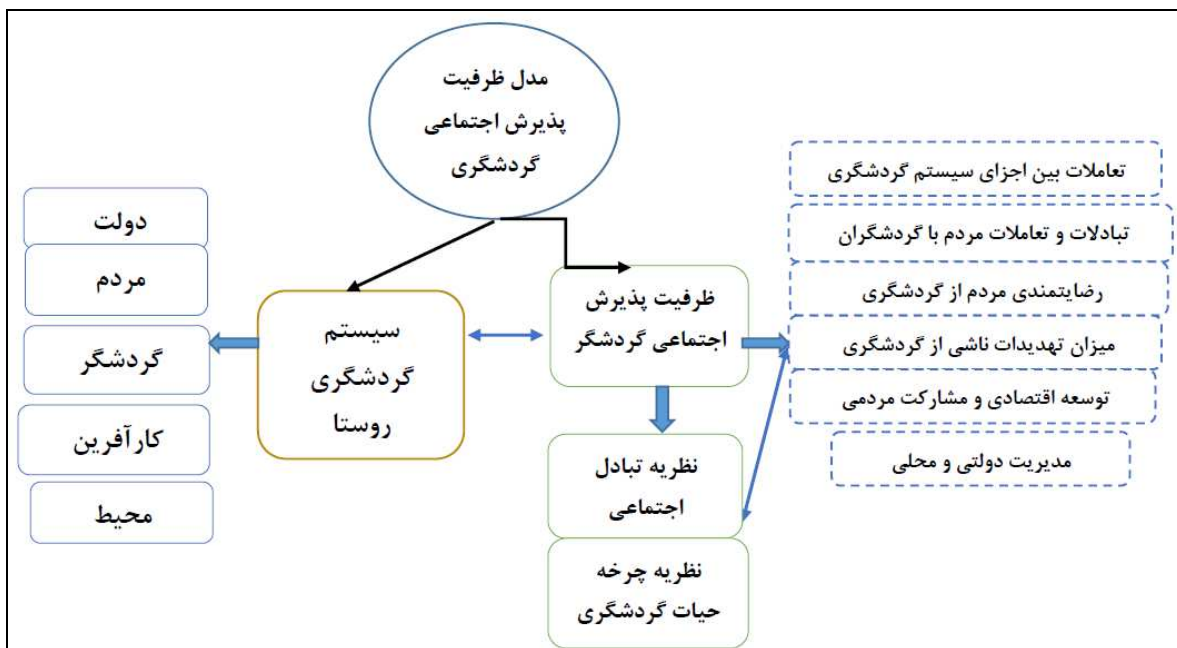 مدل ظرفیت
پذیرش اجتماعی
گردشگری
تعاملات بین اجزای سیستم گردشگری
تبادلات و تعاملات مردم با گردشگران
رضایتمندی مردم از گردشگری
میزان تهدیدات ناشی از گردشگری
توسعه اقتصادی و مشارکت مردمی
مدیریت دولتی و محلی
ظرفیت پذیرش
اجتماعی گردشگر
نظریه تبادل
اجتماعی
نظریه چرخه
حیات گردشگری
سیستم
گردشگری
روستا
دولت
مردم
گردشگر
کارآفرین
محیط